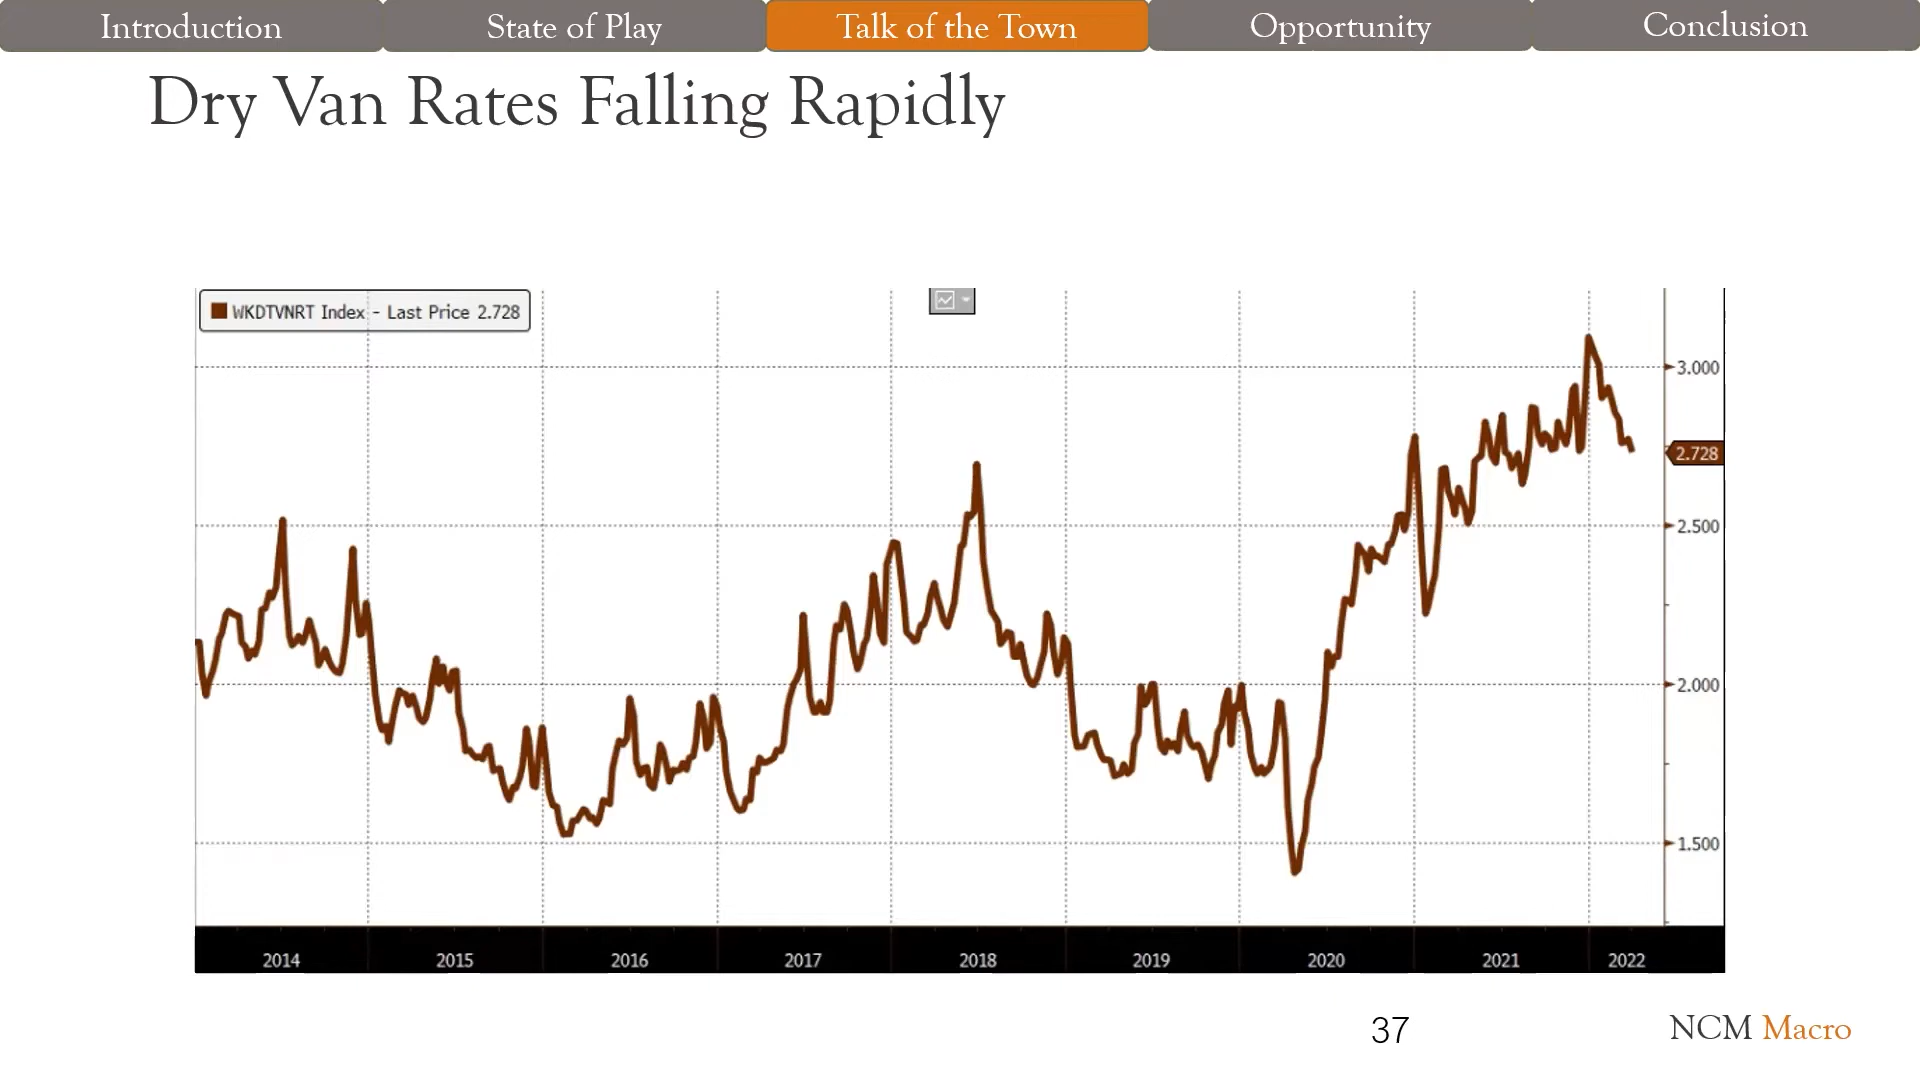 Introduction State of Play Talk of the Town Opportunity Conclusion
Dry Van Rates Falling Rapidly
WKDTVNRT Index - Last Price 2.728
3.000
2.728
2.500
2.000
1.500
2014 2015 2016 2017 2018 2019 2020 2021 2022
37 NCM Macro